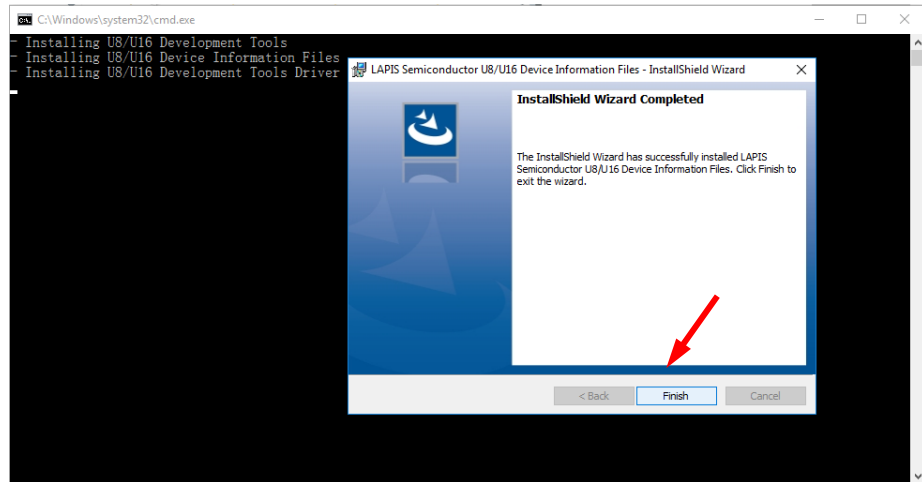 C:\Windows\system32\cmd.exe
- Installing U8/U16 Development Tools
- Installing U8/U16 Device Information Files
- Installing U8/U16 Development Tools Driver
LAPIS Semiconductor U8/U16 Device Information Files - InstallShield Wizard
InstallShield Wizard Completed
The InstallShield Wizard has successfully installed LAPIS
Semiconductor U8/U16 Device Information Files. Click Finish to
exit the wizard.
< Back Finish Cancel